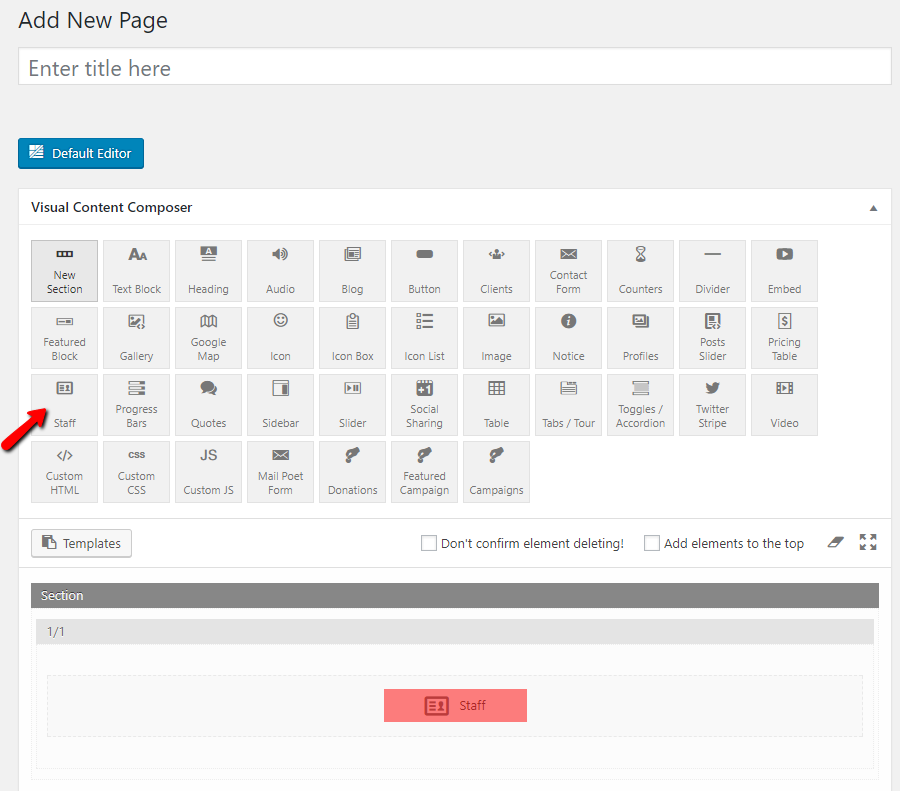 Add New Page
Enter title here
Default Editor
Visual Content Composer
New
Section
Text Block
Heading
Audio
Blog
Button
Clients
Contact
Form
Counters
Divider
Embed
Featured
Block
Gallery
Google
Map
Icon
Icon Box
Icon List
Image
Notice
Profiles
Posts
Slider
Pricing
Table
Staff
Progress
Bars
Quotes
Sidebar
Slider
Social
Sharing
Table
Tabs / Tour
Toggles /
Accordion
Twitter
Stripe
Video
Custom
HTML
CSS
Custom
CSS
JS
Custom JS
Mail Poet
Form
Donations
Featured
Campaign
Campaigns
Templates
Don't confirm element deleting!
Add elements to the top
Section
1/1
Staff